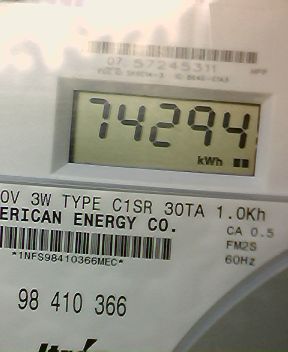 07 57245311
74294
kWh
0V 3W TYPE C1SR 30TA 1.0Kh
ERICAN ENERGY CO.
CA 0.5
*1NFS98410366MEC*
FM2S
60Hz
98 410 366